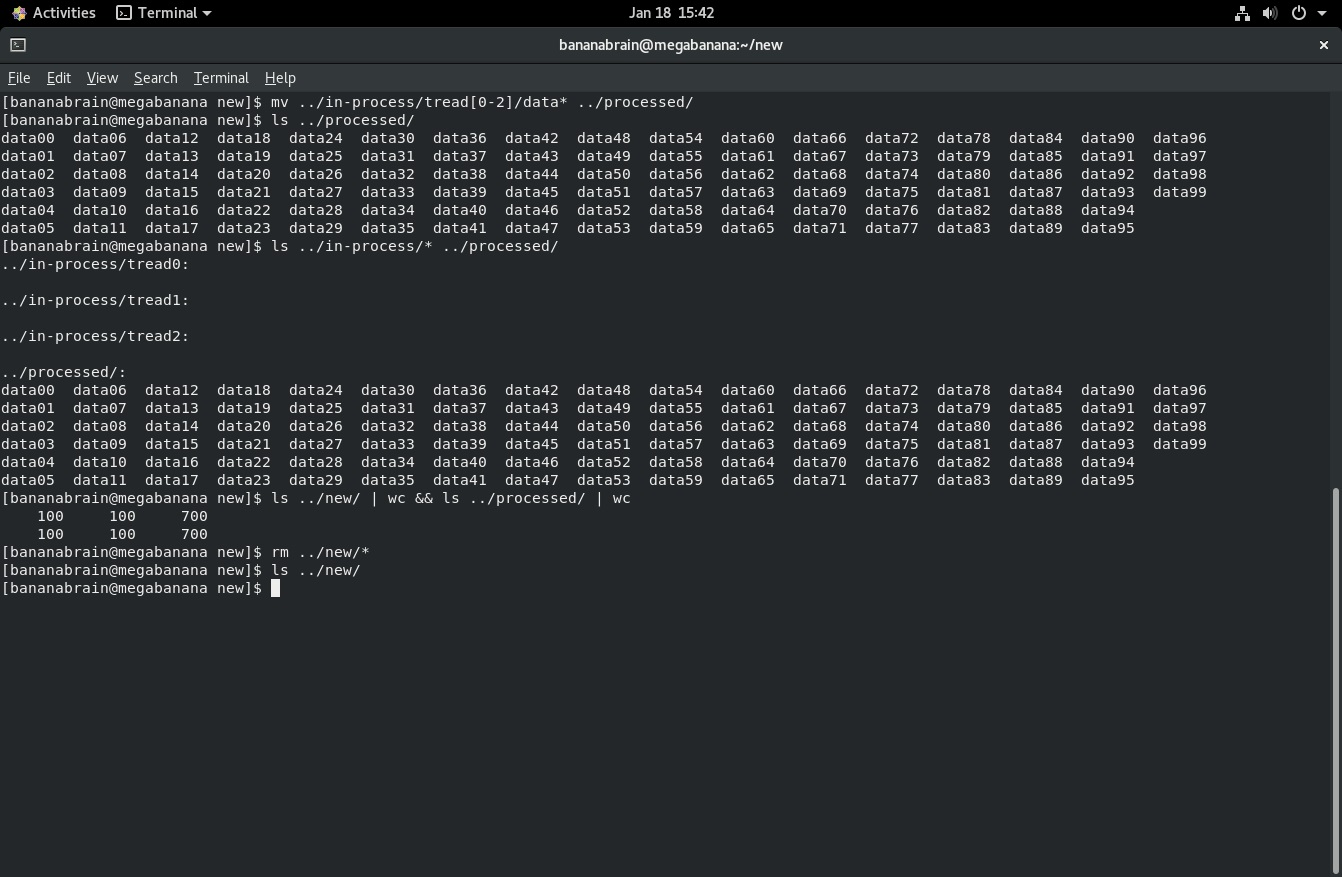 Activities Terminal Jan 18 15:42
bananabrain@megabanana:~/new ×
File Edit View Search Terminal Help
[bananabrain@megabanana new]$ mv ../in-process/tread[0-2]/data* ../processed/
[bananabrain@megabanana new]$ ls ../processed/
data00 data06 data12 data18 data24 data30 data36 data42 data48 data54 data60 data66 data72 data78 data84 data90 data96
data01 data07 data13 data19 data25 data31 data37 data43 data49 data55 data61 data67 data73 data79 data85 data91 data97
data02 data08 data14 data20 data26 data32 data38 data44 data50 data56 data62 data68 data74 data80 data86 data92 data98
data03 data09 data15 data21 data27 data33 data39 data45 data51 data57 data63 data69 data75 data81 data87 data93 data99
data04 data10 data16 data22 data28 data34 data40 data46 data52 data58 data64 data70 data76 data82 data88 data94
data05 data11 data17 data23 data29 data35 data41 data47 data53 data59 data65 data71 data77 data83 data89 data95
[bananabrain@megabanana new]$ ls ../in-process/* ../processed/
../in-process/tread0:
../in-process/tread1:
../in-process/tread2:
../processed/:
data00 data06 data12 data18 data24 data30 data36 data42 data48 data54 data60 data66 data72 data78 data84 data90 data96
data01 data07 data13 data19 data25 data31 data37 data43 data49 data55 data61 data67 data73 data79 data85 data91 data97
data02 data08 data14 data20 data26 data32 data38 data44 data50 data56 data62 data68 data74 data80 data86 data92 data98
data03 data09 data15 data21 data27 data33 data39 data45 data51 data57 data63 data69 data75 data81 data87 data93 data99
data04 data10 data16 data22 data28 data34 data40 data46 data52 data58 data64 data70 data76 data82 data88 data94
data05 data11 data17 data23 data29 data35 data41 data47 data53 data59 data65 data71 data77 data83 data89 data95
[bananabrain@megabanana new]$ ls ../new/ | wc && ls ../processed/ | wc
100 100 700
100 100 700
[bananabrain@megabanana new]$ rm ../new/*
[bananabrain@megabanana new]$ ls ../new/
[bananabrain@megabanana new]$